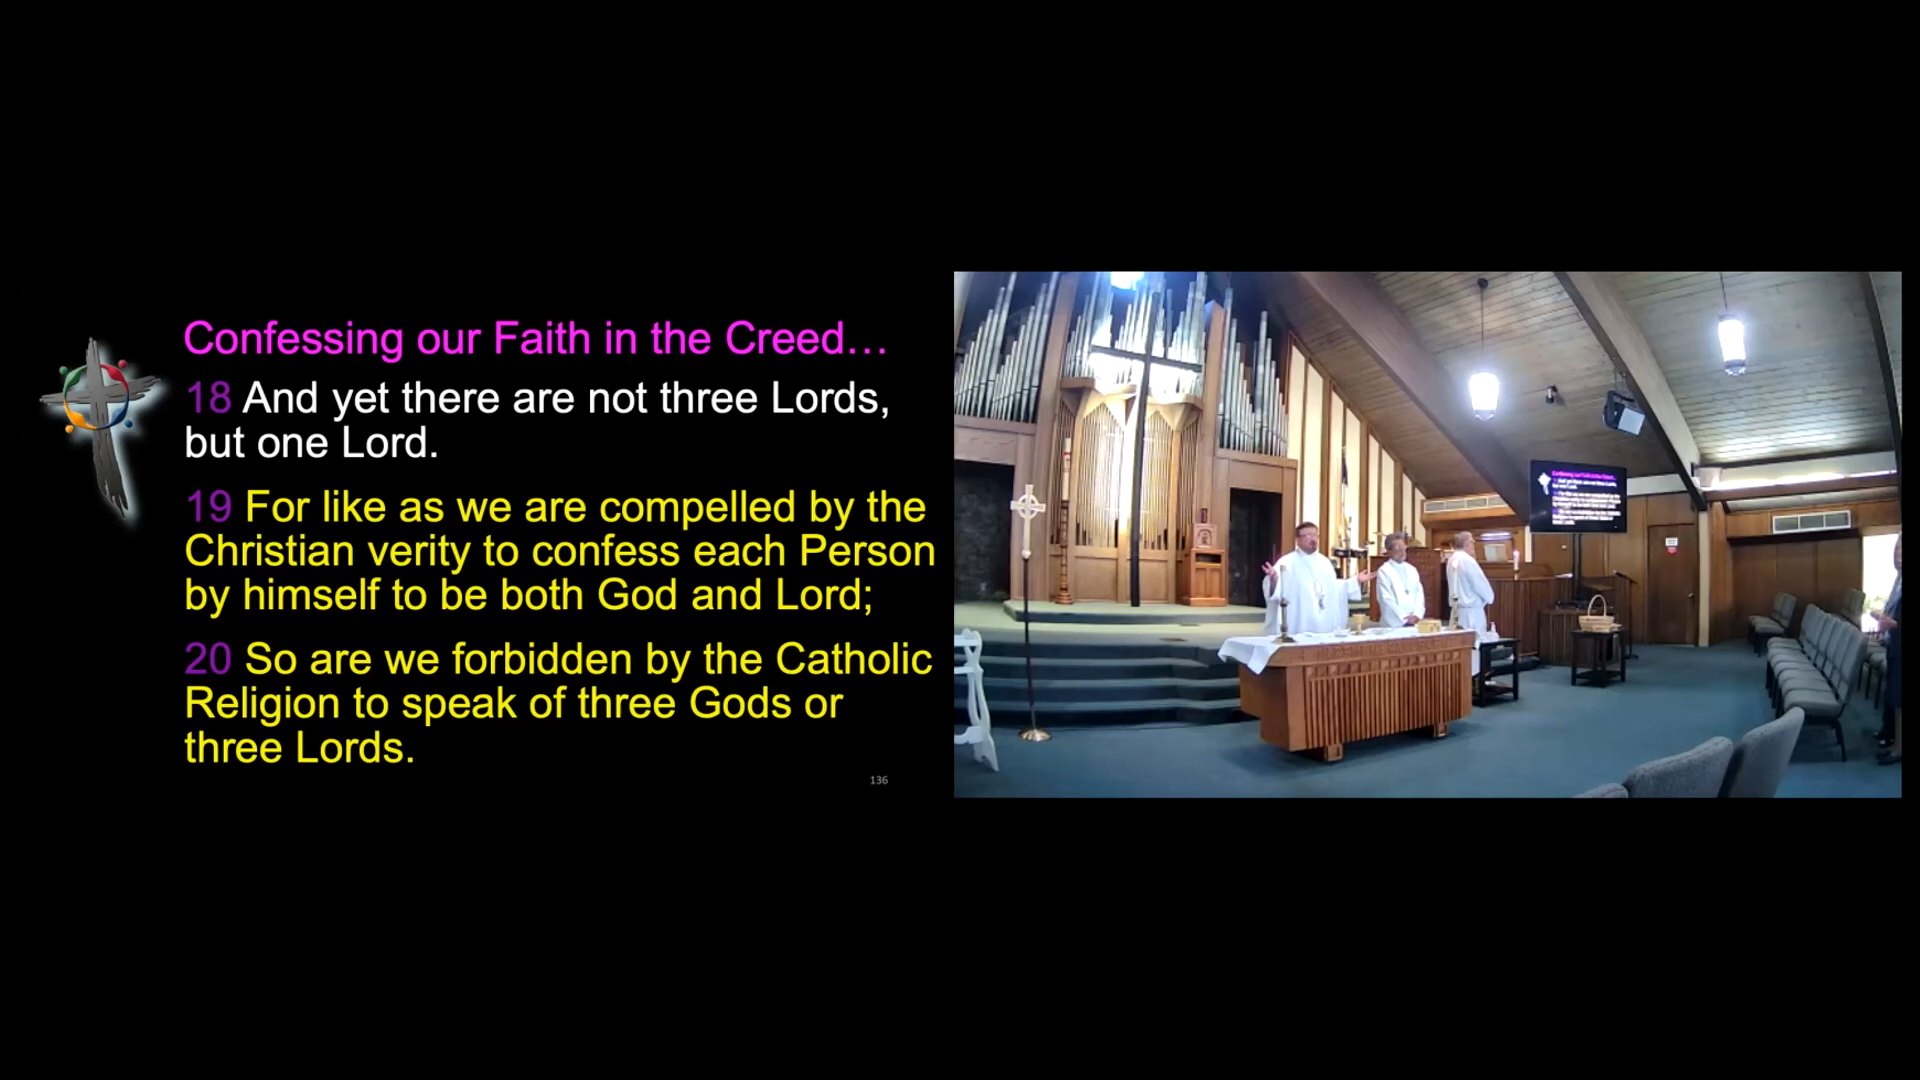 Confessing our Faith in the Creed…
18 And yet there are not three Lords,
but one Lord.
19 For like as we are compelled by the
Christian verity to confess each Person
by himself to be both God and Lord;
20 So are we forbidden by the Catholic
Religion to speak of three Gods or
three Lords.
136